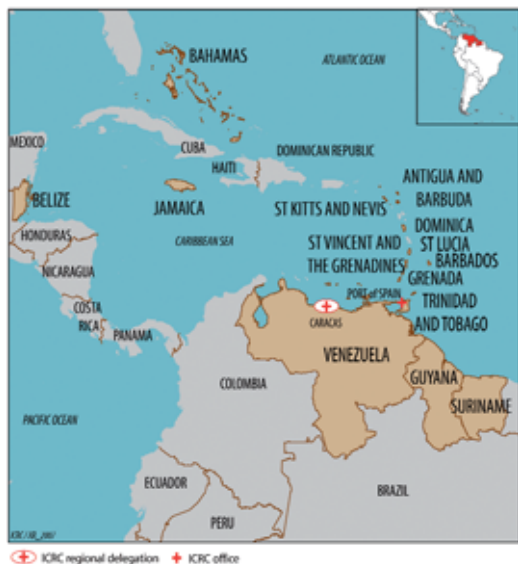 BAHAMAS
ATLANTIC OCEAN
MEXICO
CUBA
HAITI
DOMINICAN REPUBLIC
ANTIGUA AND
BARBUDA
BELIZE
JAMAICA
ST KITTS AND NEVIS
DOMINICA
HONDURAS
CARIBBEAN SEA
ST VINCENT AND
THE GRENADINES
ST LUCIA
BARBADOS
NICARAGUA
GRENADA
COSTA
RICA
PANAMA
PORT of SPAIN
TRINIDAD
AND TOBAGO
CARACAS
VENEZUELA
GUYANA
COLOMBIA
SURINAME
PACIFIC OCEAN
ECUADOR
BRAZIL
PERU
ICRC regional delegation
ICRC office